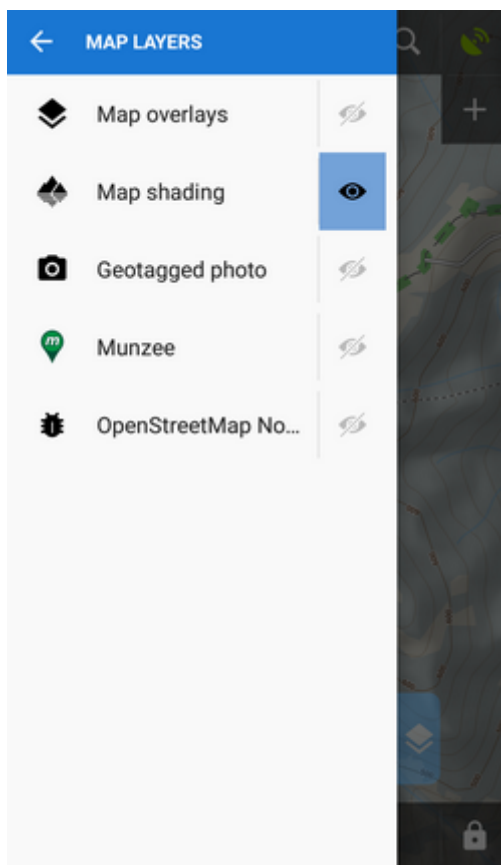 MAP LAYERS
Map overlays
Map shading
Geotagged photo
Munzee
OpenStreetMap No...